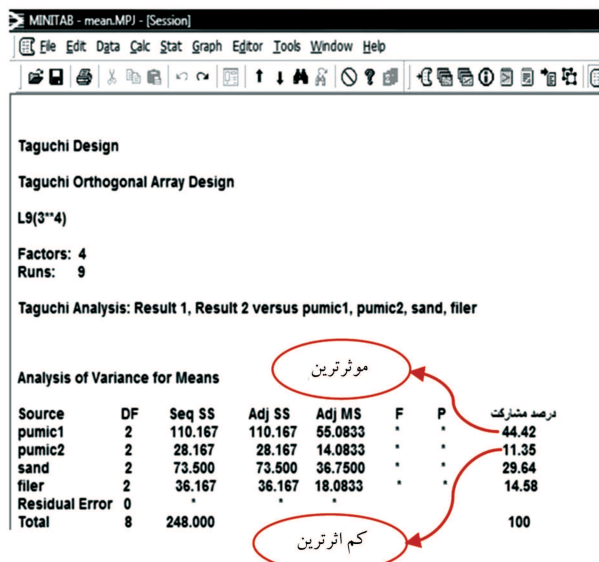 MINITAB - mean.MPJ - [Session]
File Edit Data Calc Stat Graph Editor Tools Window Help
Taguchi Design
Taguchi Orthogonal Array Design
L9(3**4)
Factors: 4
Runs: 9
Taguchi Analysis: Result 1, Result 2 versus pumic1, pumic2, sand, filer
موثرترین
Analysis of Variance for Means
Source DF Seq SS Adj SS Adj MS F P درصد مشارکت
pumic1 2 110.167 110.167 55.0833 * * 44.42
pumic2 2 28.167 28.167 14.0833 * * 11.35
sand 2 73.500 73.500 36.7500 * * 29.64
filer 2 36.167 36.167 18.0833 * * 14.58
Residual Error 0 * * *
Total 8 248.000 100
کم اثرترین